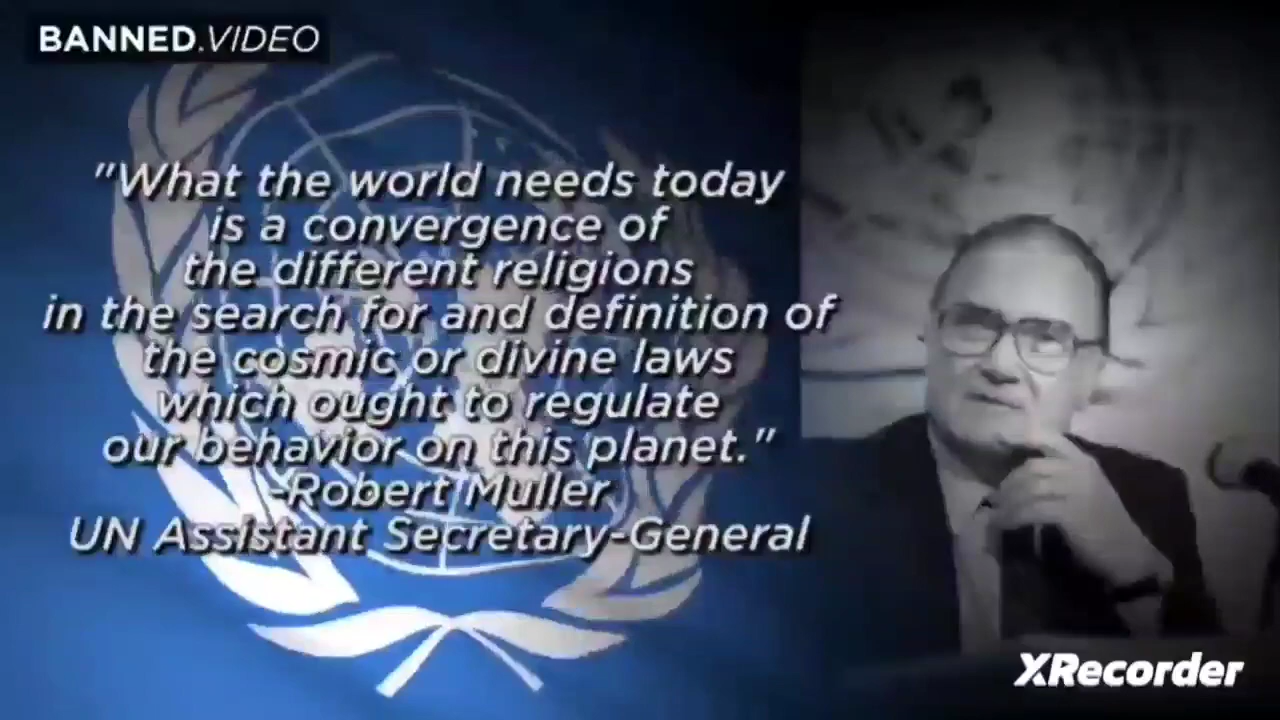 BANNED.VIDEO
"What the world needs today
is a convergence of
the different religions
in the search for and definition of
the cosmic or divine laws
which ought to regulate
our behavior on this planet."
-Robert Muller
UN Assistant Secretary-General
XRecorder